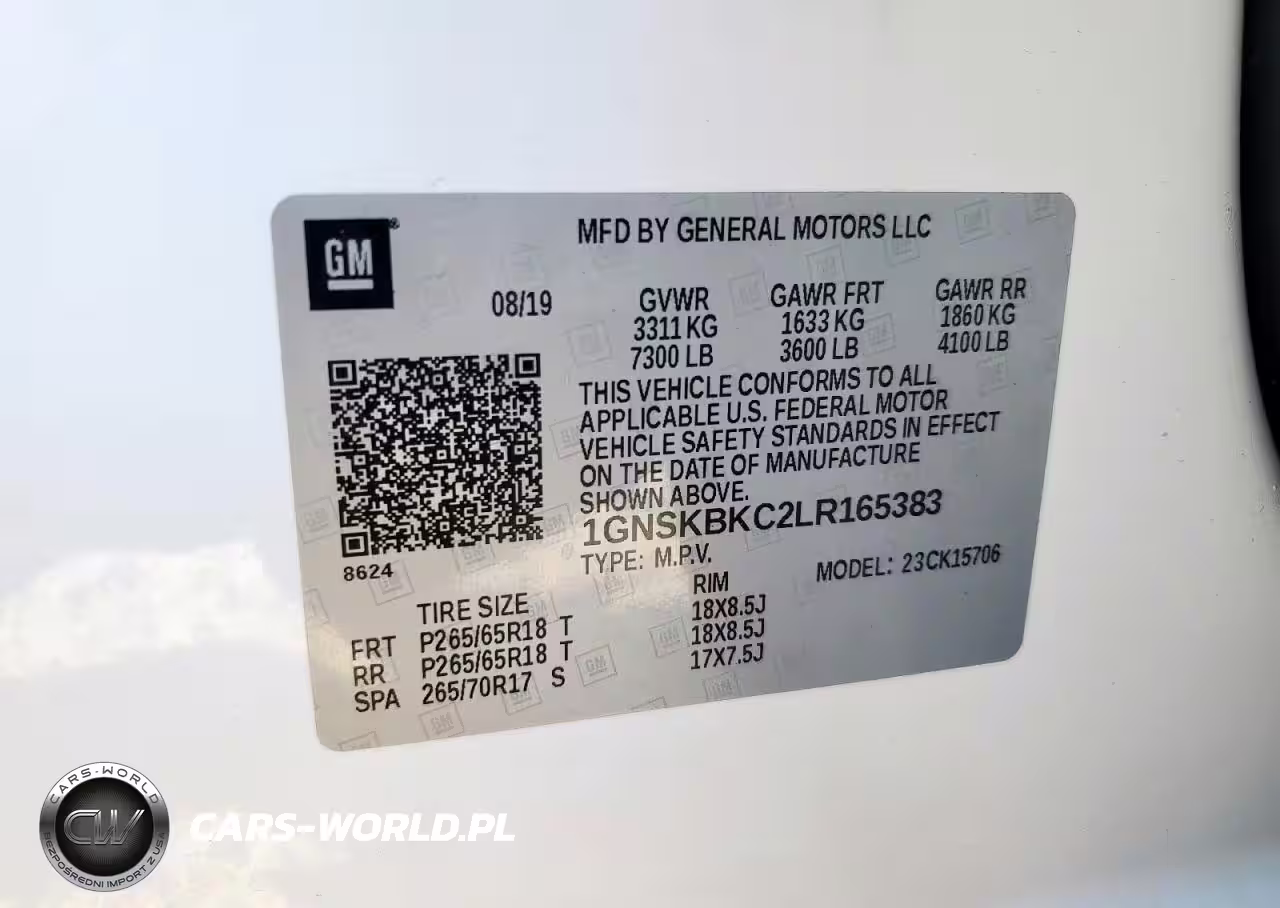 GM ®
MFD BY GENERAL MOTORS LLC
08/19
GVWR GAWR FRT GAWR RR
3311 KG 1633 KG 1860 KG
7300 LB 3600 LB 4100 LB
THIS VEHICLE CONFORMS TO ALL
APPLICABLE U.S. FEDERAL MOTOR
VEHICLE SAFETY STANDARDS IN EFFECT
ON THE DATE OF MANUFACTURE
SHOWN ABOVE.
1GNSKBKC2LR165383
TYPE: M.P.V. MODEL: 23CK15706
8624
TIRE SIZE RIM
FRT P265/65R18 T 18X8.5J
RR P265/65R18 T 18X8.5J
SPA 265/70R17 S 17X7.5J
CARS-WORLD
CW
BEZPOŚREDNI IMPORT Z USA
CARS-WORLD.PL